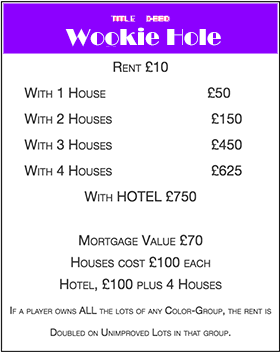 TITLE DEED
Wookie Hole
RENT £10
WITH 1 HOUSE £50
WITH 2 HOUSES £150
WITH 3 HOUSES £450
WITH 4 HOUSES £625
WITH HOTEL £750
MORTGAGE VALUE £70
HOUSES COST £100 EACH
HOTEL, £100 PLUS 4 HOUSES
IF A PLAYER OWNS ALL THE LOTS OF ANY COLOR-GROUP, THE RENT IS
DOUBLED ON UNIMPROVED LOTS IN THAT GROUP.